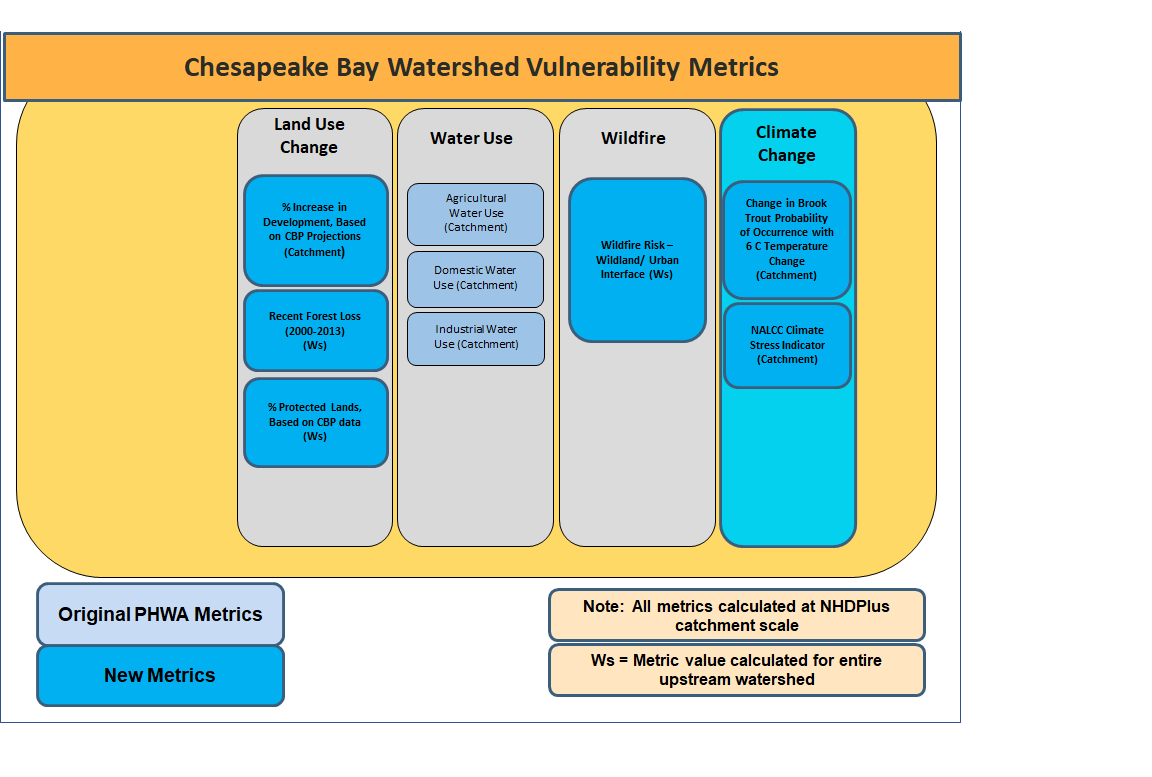 Chesapeake Bay Watershed Vulnerability Metrics
Land Use
Change
% Increase in
Development, Based
on CBP Projections
(Catchment)
Recent Forest Loss
(2000-2013)
(Ws)
% Protected Lands,
Based on CBP data
(Ws)
Water Use
Agricultural
Water Use
(Catchment)
Domestic Water
Use (Catchment)
Industrial Water
Use (Catchment)
Wildfire
Wildfire Risk –
Wildland/ Urban
Interface (Ws)
Climate
Change
Change in Brook
Trout Probability
of Occurrence with
6 C Temperature
Change
(Catchment)
NALCC Climate
Stress Indicator
(Catchment)
Original PHWA Metrics
New Metrics
Note: All metrics calculated at NHDPlus
catchment scale
Ws = Metric value calculated for entire
upstream watershed